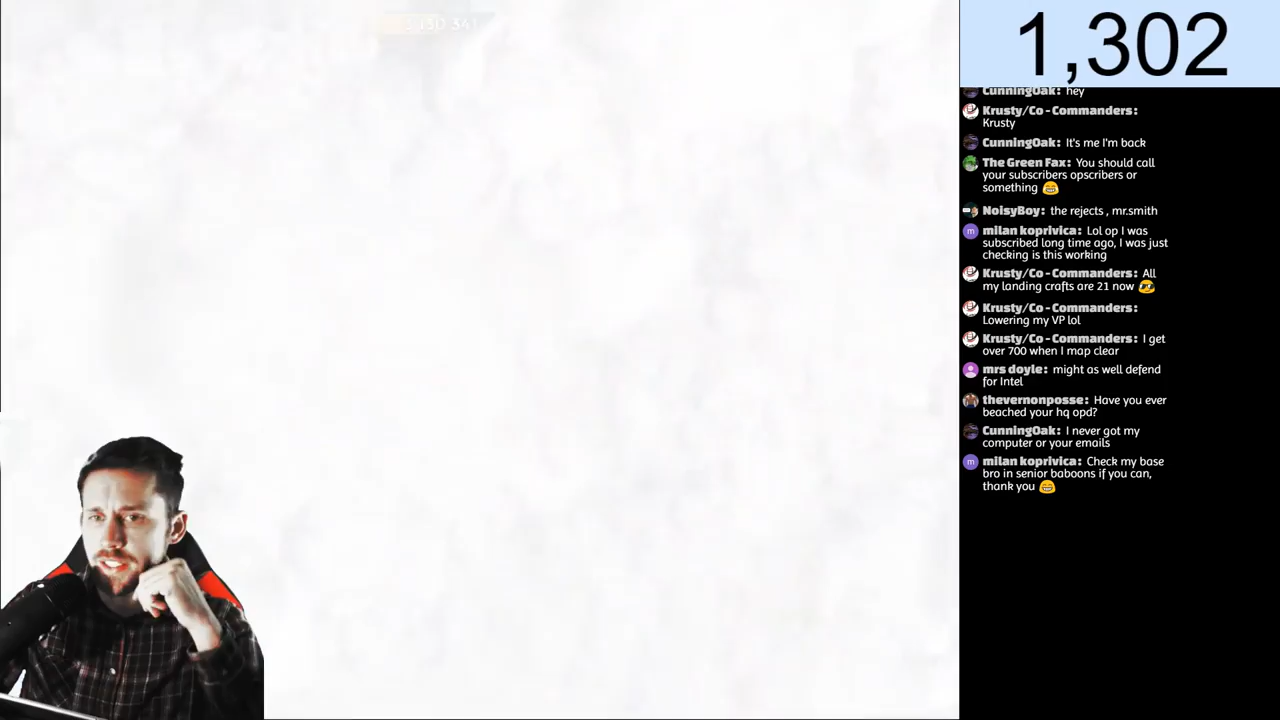 1,302
CunningOak: hey
Krusty/Co-Commanders:
Krusty
CunningOak: It's me I'm back
The Green Fax: You should call
your subscribers opscribers or
something 😂
NoisyBoy: the rejects , mr.smith
m milan koprivica: Lol op I was
subscribed long time ago, I was just
checking is this working
Krusty/Co-Commanders: All
my landing crafts are 21 now 😎
Krusty/Co-Commanders:
Lowering my VP lol
Krusty/Co-Commanders: I get
over 700 when I map clear
mrs doyle: might as well defend
for Intel
thevernonposse: Have you ever
beached your hq opd?
CunningOak: I never got my
computer or your emails
m milan koprivica: Check my base
bro in senior baboons if you can,
thank you 😂